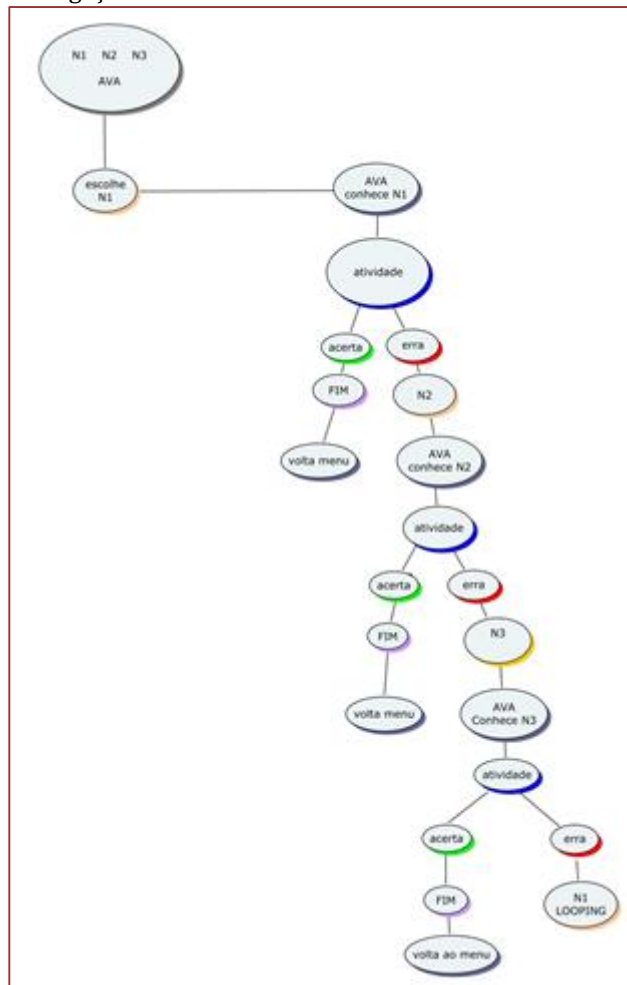 N1 N2 N3
AVA
escolhe
N1
AVA
conhece N1
atividade
acerta
erra
FIM
N2
volta menu
AVA
conhece N2
atividade
acerta
erra
FIM
N3
volta menu
AVA
Conhece N3
atividade
acerta
erra
FIM
N1
LOOPING
volta ao menu